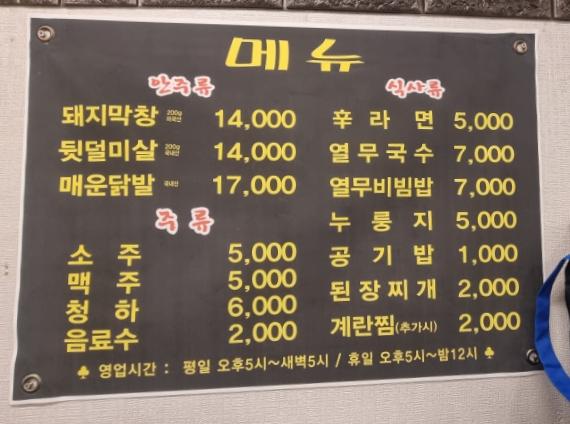 메뉴
안주류
돼지막창 200g 외국산 14,000
뒷덜미살 200g 국내산 14,000
매운닭발 국내산 17,000
주류
소주 5,000
맥주 5,000
청하 6,000
음료수 2,000
식사류
후라면 5,000
열무국수 7,000
열무비빔밥 7,000
누룽지 5,000
공기밥 1,000
된장찌개 2,000
계란찜(추가시) 2,000
♣ 영업시간 : 평일 오후5시~새벽5시 / 휴일 오후5시~밤12시 ♣